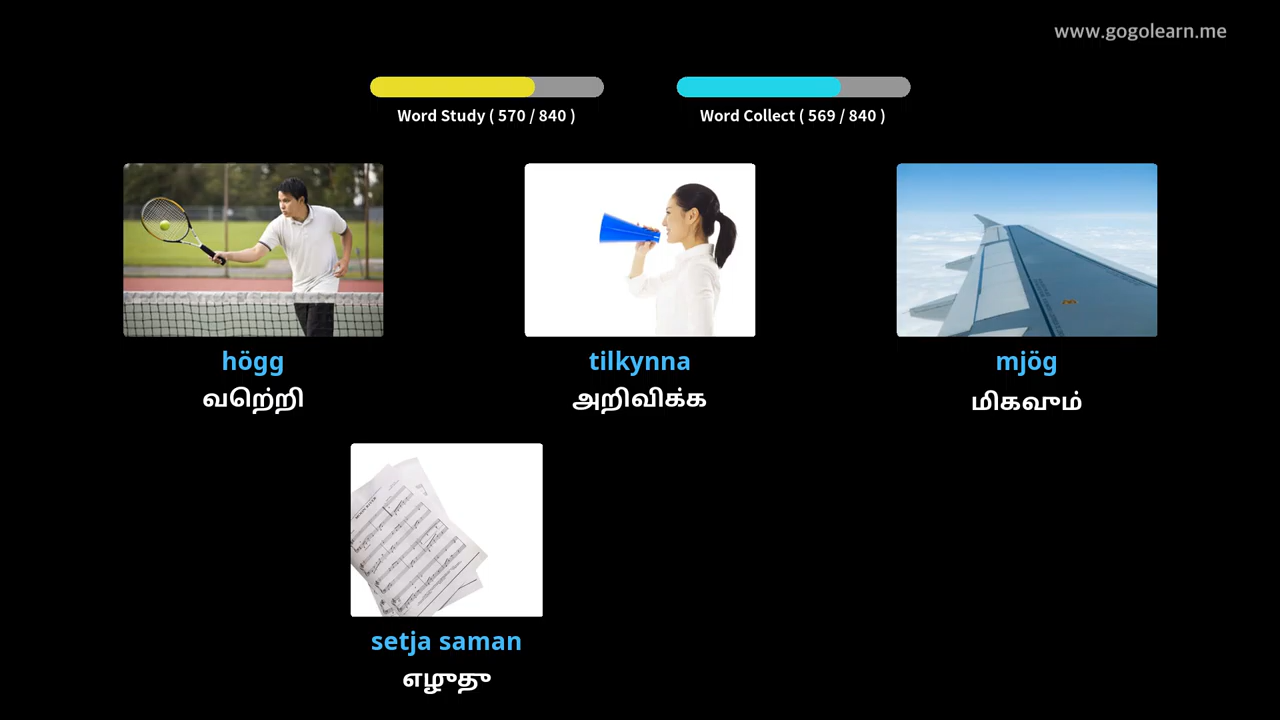 www.gogolearn.me
Word Study ( 570 / 840 )
Word Collect ( 569 / 840 )
högg
tilkynna
mjög
வறெ்றி
அறிவிக்க
மிகவும்
setja saman
எழுது